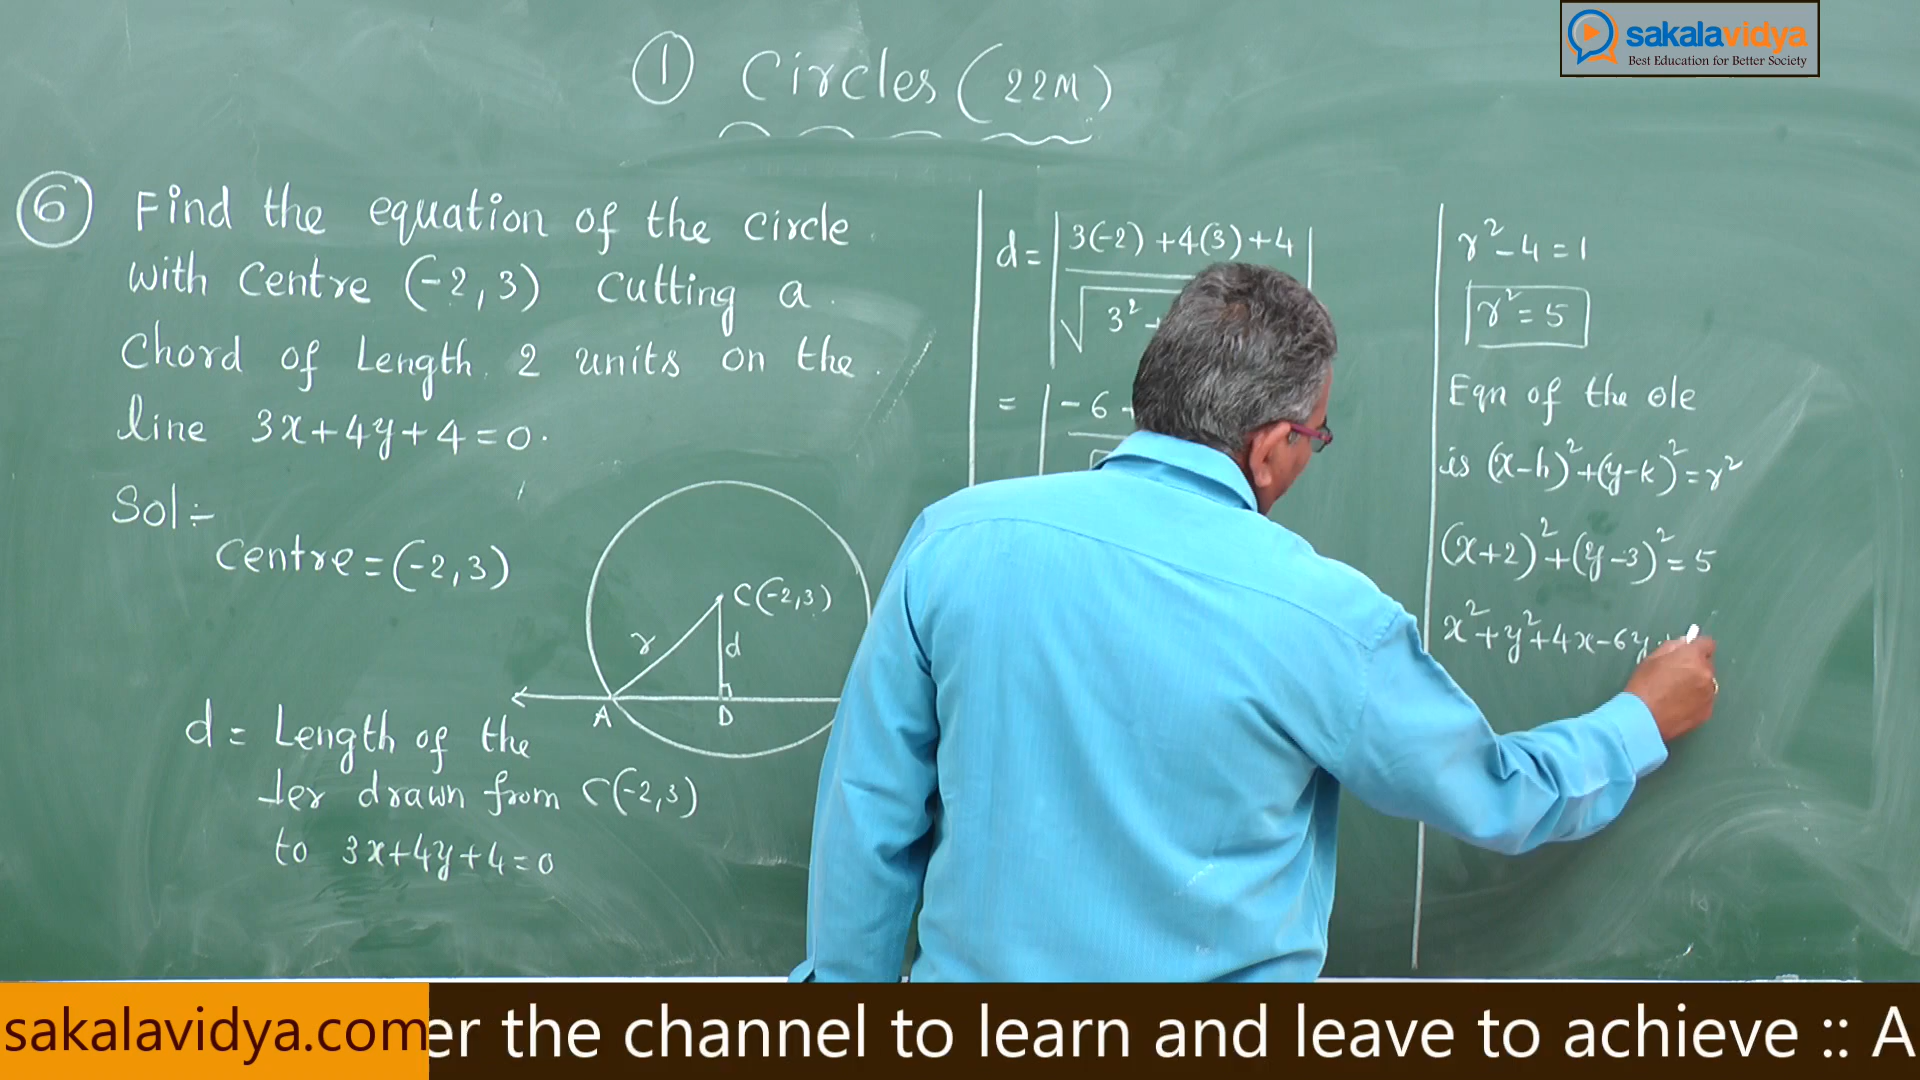 ① Circles (22M)
sakalavidya
Best Education for Better Society
⑥ Find the equation of the circle
with centre (-2,3) cutting a
Chord of Length 2 units on the
line 3x+4y+4=0.
Sol:-
centre = (-2,3)
C(-2,3)
r
d
A
D
d = Length of the
⊥er drawn from C(-2,3)
to 3x+4y+4=0
d = | 3(-2) +4(3)+4 |
√ 3²
= | -6
r²-4=1
r²=5
Eqn of the ole
is (x-h)²+(y-k)²=r²
(x+2)²+(y-3)²=5
x²+y²+4x-6y
sakalavidya.com
er the channel to learn and leave to achieve :: A